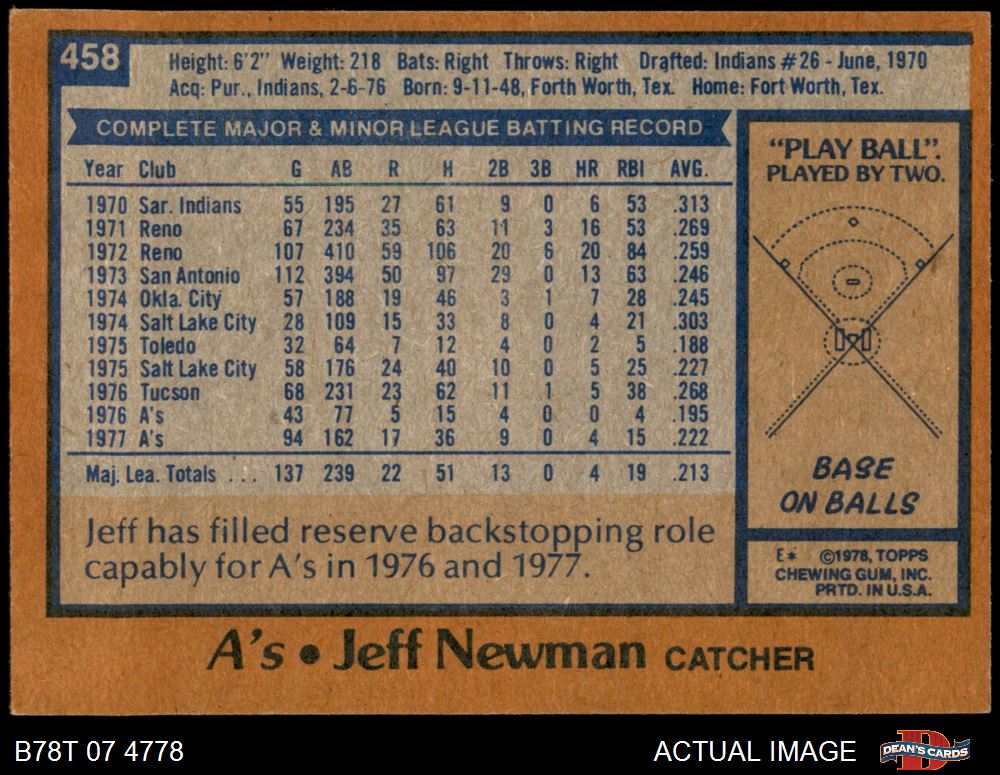 458
Height: 6'2" Weight: 218 Bats: Right Throws: Right Drafted: Indians #26 - June, 1970
Acq: Pur., Indians, 2-6-76 Born: 9-11-48, Forth Worth, Tex. Home: Fort Worth, Tex.
COMPLETE MAJOR & MINOR LEAGUE BATTING RECORD
Year Club G AB R H 2B 3B HR RBI AVG.
1970 Sar. Indians 55 195 27 61 9 0 6 53 .313
1971 Reno 67 234 35 63 11 3 16 53 .269
1972 Reno 107 410 59 106 20 6 20 84 .259
1973 San Antonio 112 394 50 97 29 0 13 63 .246
1974 Okla. City 57 188 19 46 3 1 7 28 .245
1974 Salt Lake City 28 109 15 33 8 0 4 21 .303
1975 Toledo 32 64 7 12 4 0 2 5 .188
1975 Salt Lake City 58 176 24 40 10 0 5 25 .227
1976 Tucson 68 231 23 62 11 1 5 38 .268
1976 A's 43 77 5 15 4 0 0 4 .195
1977 A's 94 162 17 36 9 0 4 15 .222
Maj. Lea. Totals ... 137 239 22 51 13 0 4 19 .213
Jeff has filled reserve backstopping role
capably for A's in 1976 and 1977.
"PLAY BALL".
PLAYED BY TWO.
BASE
ON BALLS
E* ©1978, TOPPS
CHEWING GUM, INC.
PRTD. IN U.S.A.
A's • Jeff Newman CATCHER
B78T 07 4778
ACTUAL IMAGE
D
DEAN'S CARDS